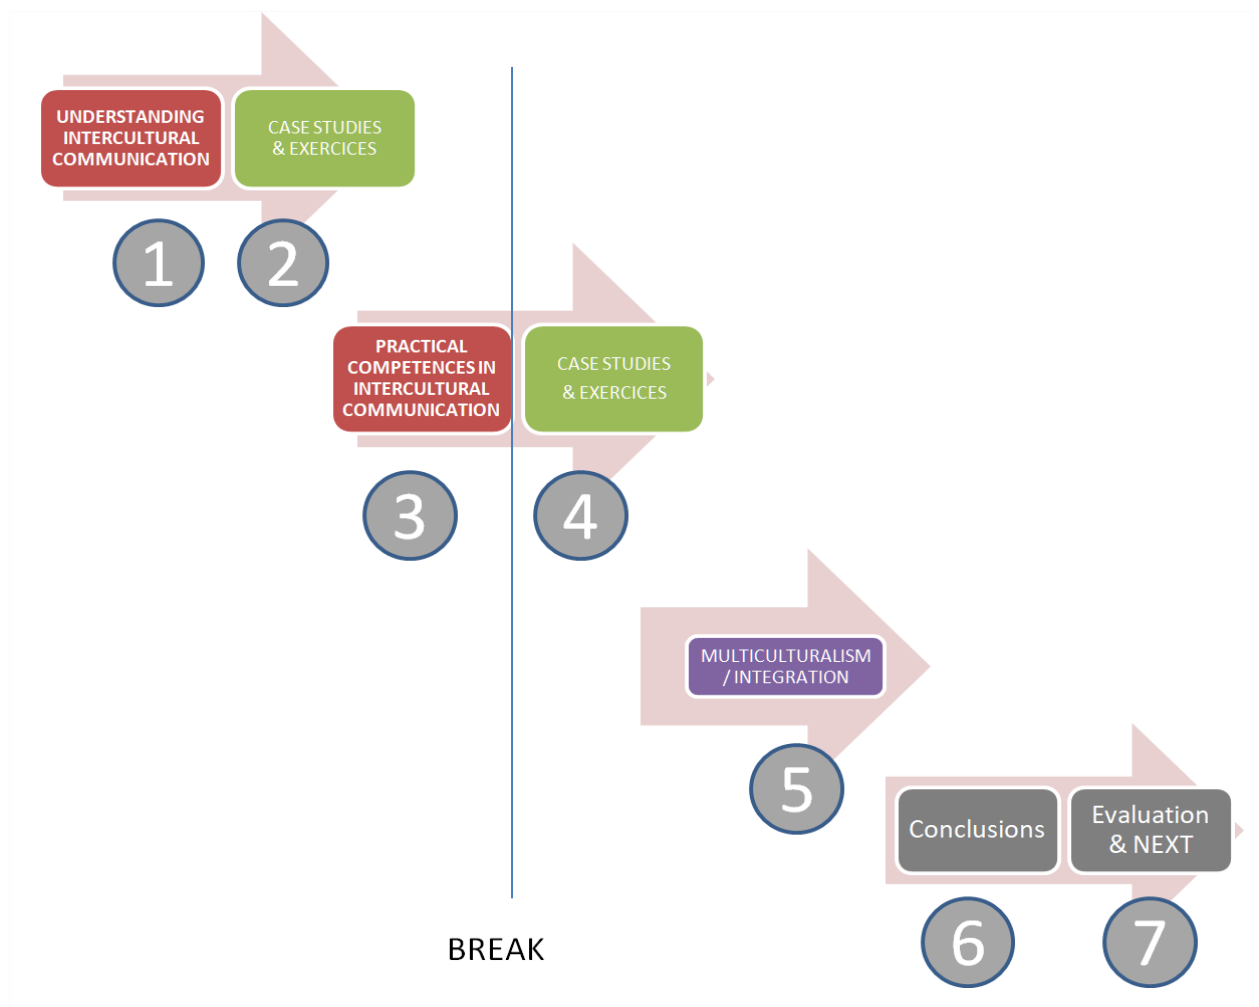 UNDERSTANDING
INTERCULTURAL
COMMUNICATION
CASE STUDIES
& EXERCICES
1
2
PRACTICAL
COMPETENCES IN
INTERCULTURAL
COMMUNICATION
CASE STUDIES
& EXERCICES
3
4
MULTICULTURALISM
/ INTEGRATION
5
Conclusions
Evaluation
& NEXT
6
7
BREAK